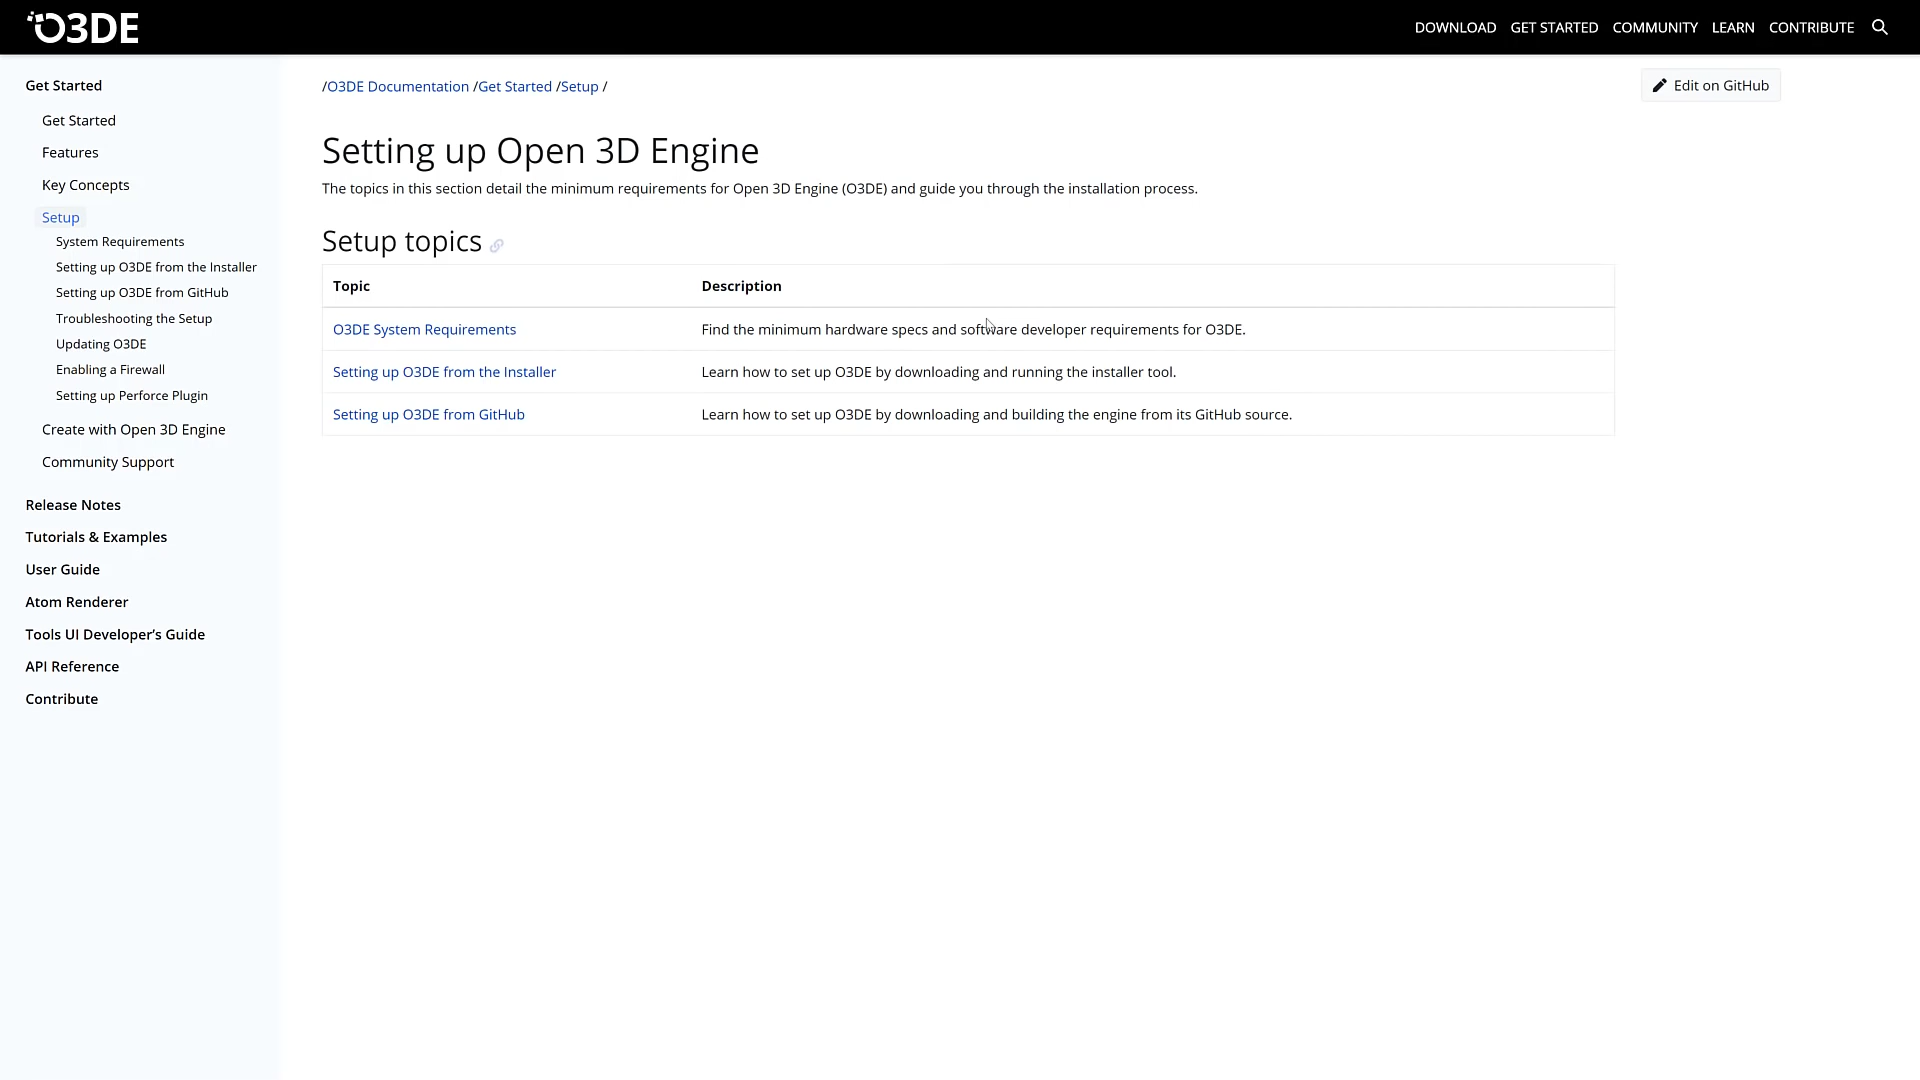 O3DE
DOWNLOAD GET STARTED COMMUNITY LEARN CONTRIBUTE
Get Started
Get Started
Features
Key Concepts
Setup
System Requirements
Setting up O3DE from the Installer
Setting up O3DE from GitHub
Troubleshooting the Setup
Updating O3DE
Enabling a Firewall
Setting up Perforce Plugin
Create with Open 3D Engine
Community Support
Release Notes
Tutorials & Examples
User Guide
Atom Renderer
Tools UI Developer's Guide
API Reference
Contribute
/O3DE Documentation /Get Started /Setup /
Edit on GitHub
Setting up Open 3D Engine
The topics in this section detail the minimum requirements for Open 3D Engine (O3DE) and guide you through the installation process.
Setup topics
Topic Description
O3DE System Requirements Find the minimum hardware specs and software developer requirements for O3DE.
Setting up O3DE from the Installer Learn how to set up O3DE by downloading and running the installer tool.
Setting up O3DE from GitHub Learn how to set up O3DE by downloading and building the engine from its GitHub source.